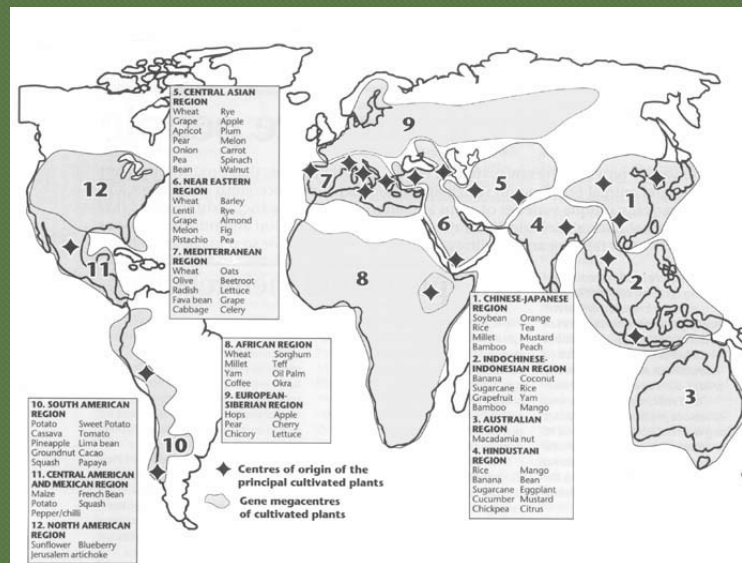 12
11
10
9
8
7
6
5
4
3
2
1
5. CENTRAL ASIAN
REGION
Wheat Rye
Grape Apple
Apricot Plum
Pear Melon
Onion Carrot
Pea Spinach
Bean Walnut
6. NEAR EASTERN
REGION
Wheat Barley
Lentil Rye
Grape Almond
Melon Fig
Pistachio Pea
7. MEDITERRANEAN
REGION
Wheat Oats
Olive Beetroot
Radish Lettuce
Fava bean Grape
Cabbage Celery
8. AFRICAN REGION
Wheat Sorghum
Millet Teff
Yam Oil Palm
Coffee Okra
9. EUROPEAN-
SIBERIAN REGION
Hops Apple
Pear Cherry
Chicory Lettuce
10. SOUTH AMERICAN
REGION
Potato Sweet Potato
Cassava Tomato
Pineapple Lima bean
Groundnut Cacao
Squash Papaya
11. CENTRAL AMERICAN
AND MEXICAN REGION
Maize French Bean
Potato Squash
Pepper/chilli
12. NORTH AMERICAN
REGION
Sunflower Blueberry
Jerusalem artichoke
Centres of origin of the
principal cultivated plants
Gene megacentres
of cultivated plants
1. CHINESE-JAPANESE
REGION
Soybean Orange
Rice Tea
Millet Mustard
Bamboo Peach
2. INDOCHINESE-
INDONESIAN REGION
Banana Coconut
Sugarcane Rice
Grapefruit Yam
Bamboo Mango
3. AUSTRALIAN
REGION
Macadamia nut
4. HINDUSTANI
REGION
Rice Mango
Banana Bean
Sugarcane Eggplant
Cucumber Mustard
Chickpea Citrus